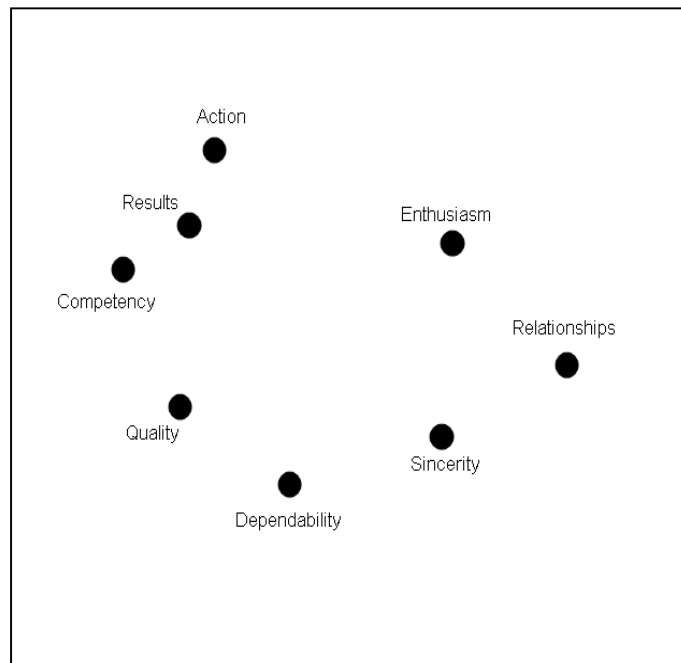 Action
Results
Enthusiasm
Competency
Relationships
Quality
Sincerity
Dependability